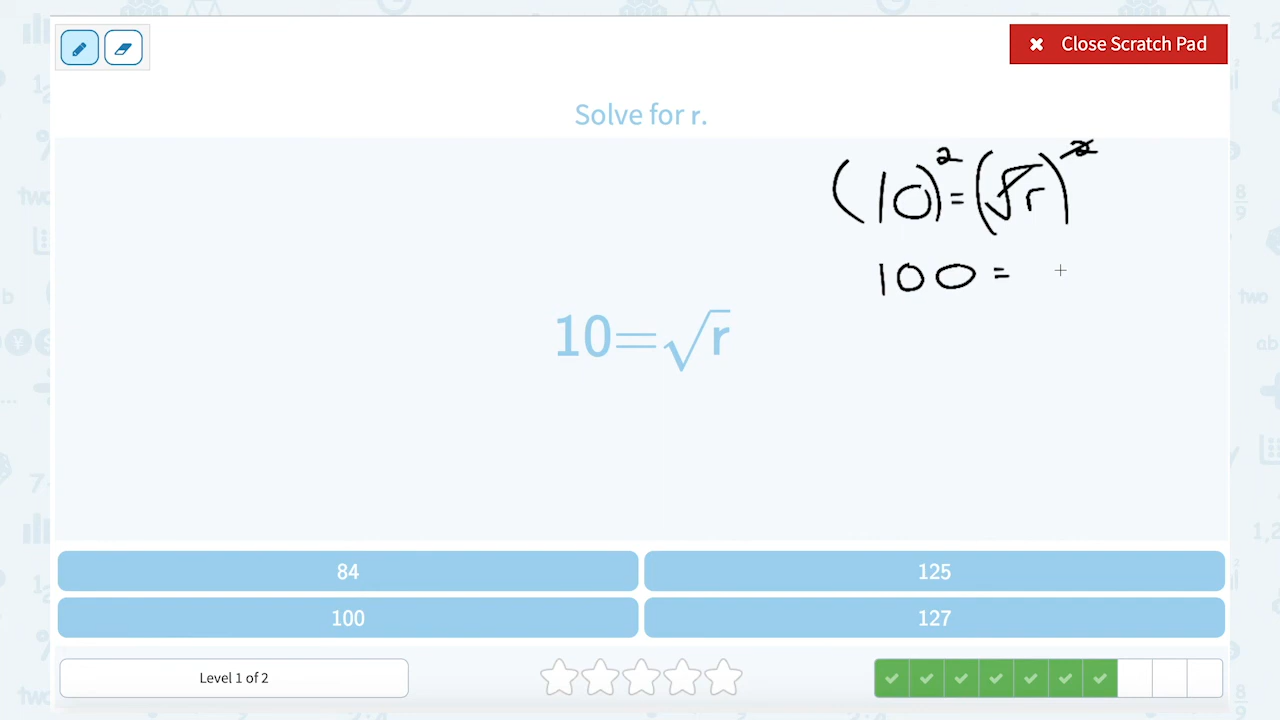 Close Scratch Pad
Solve for r.
(10)² = (√r)²
100 =
10=√r
84
125
100
127
Level 1 of 2